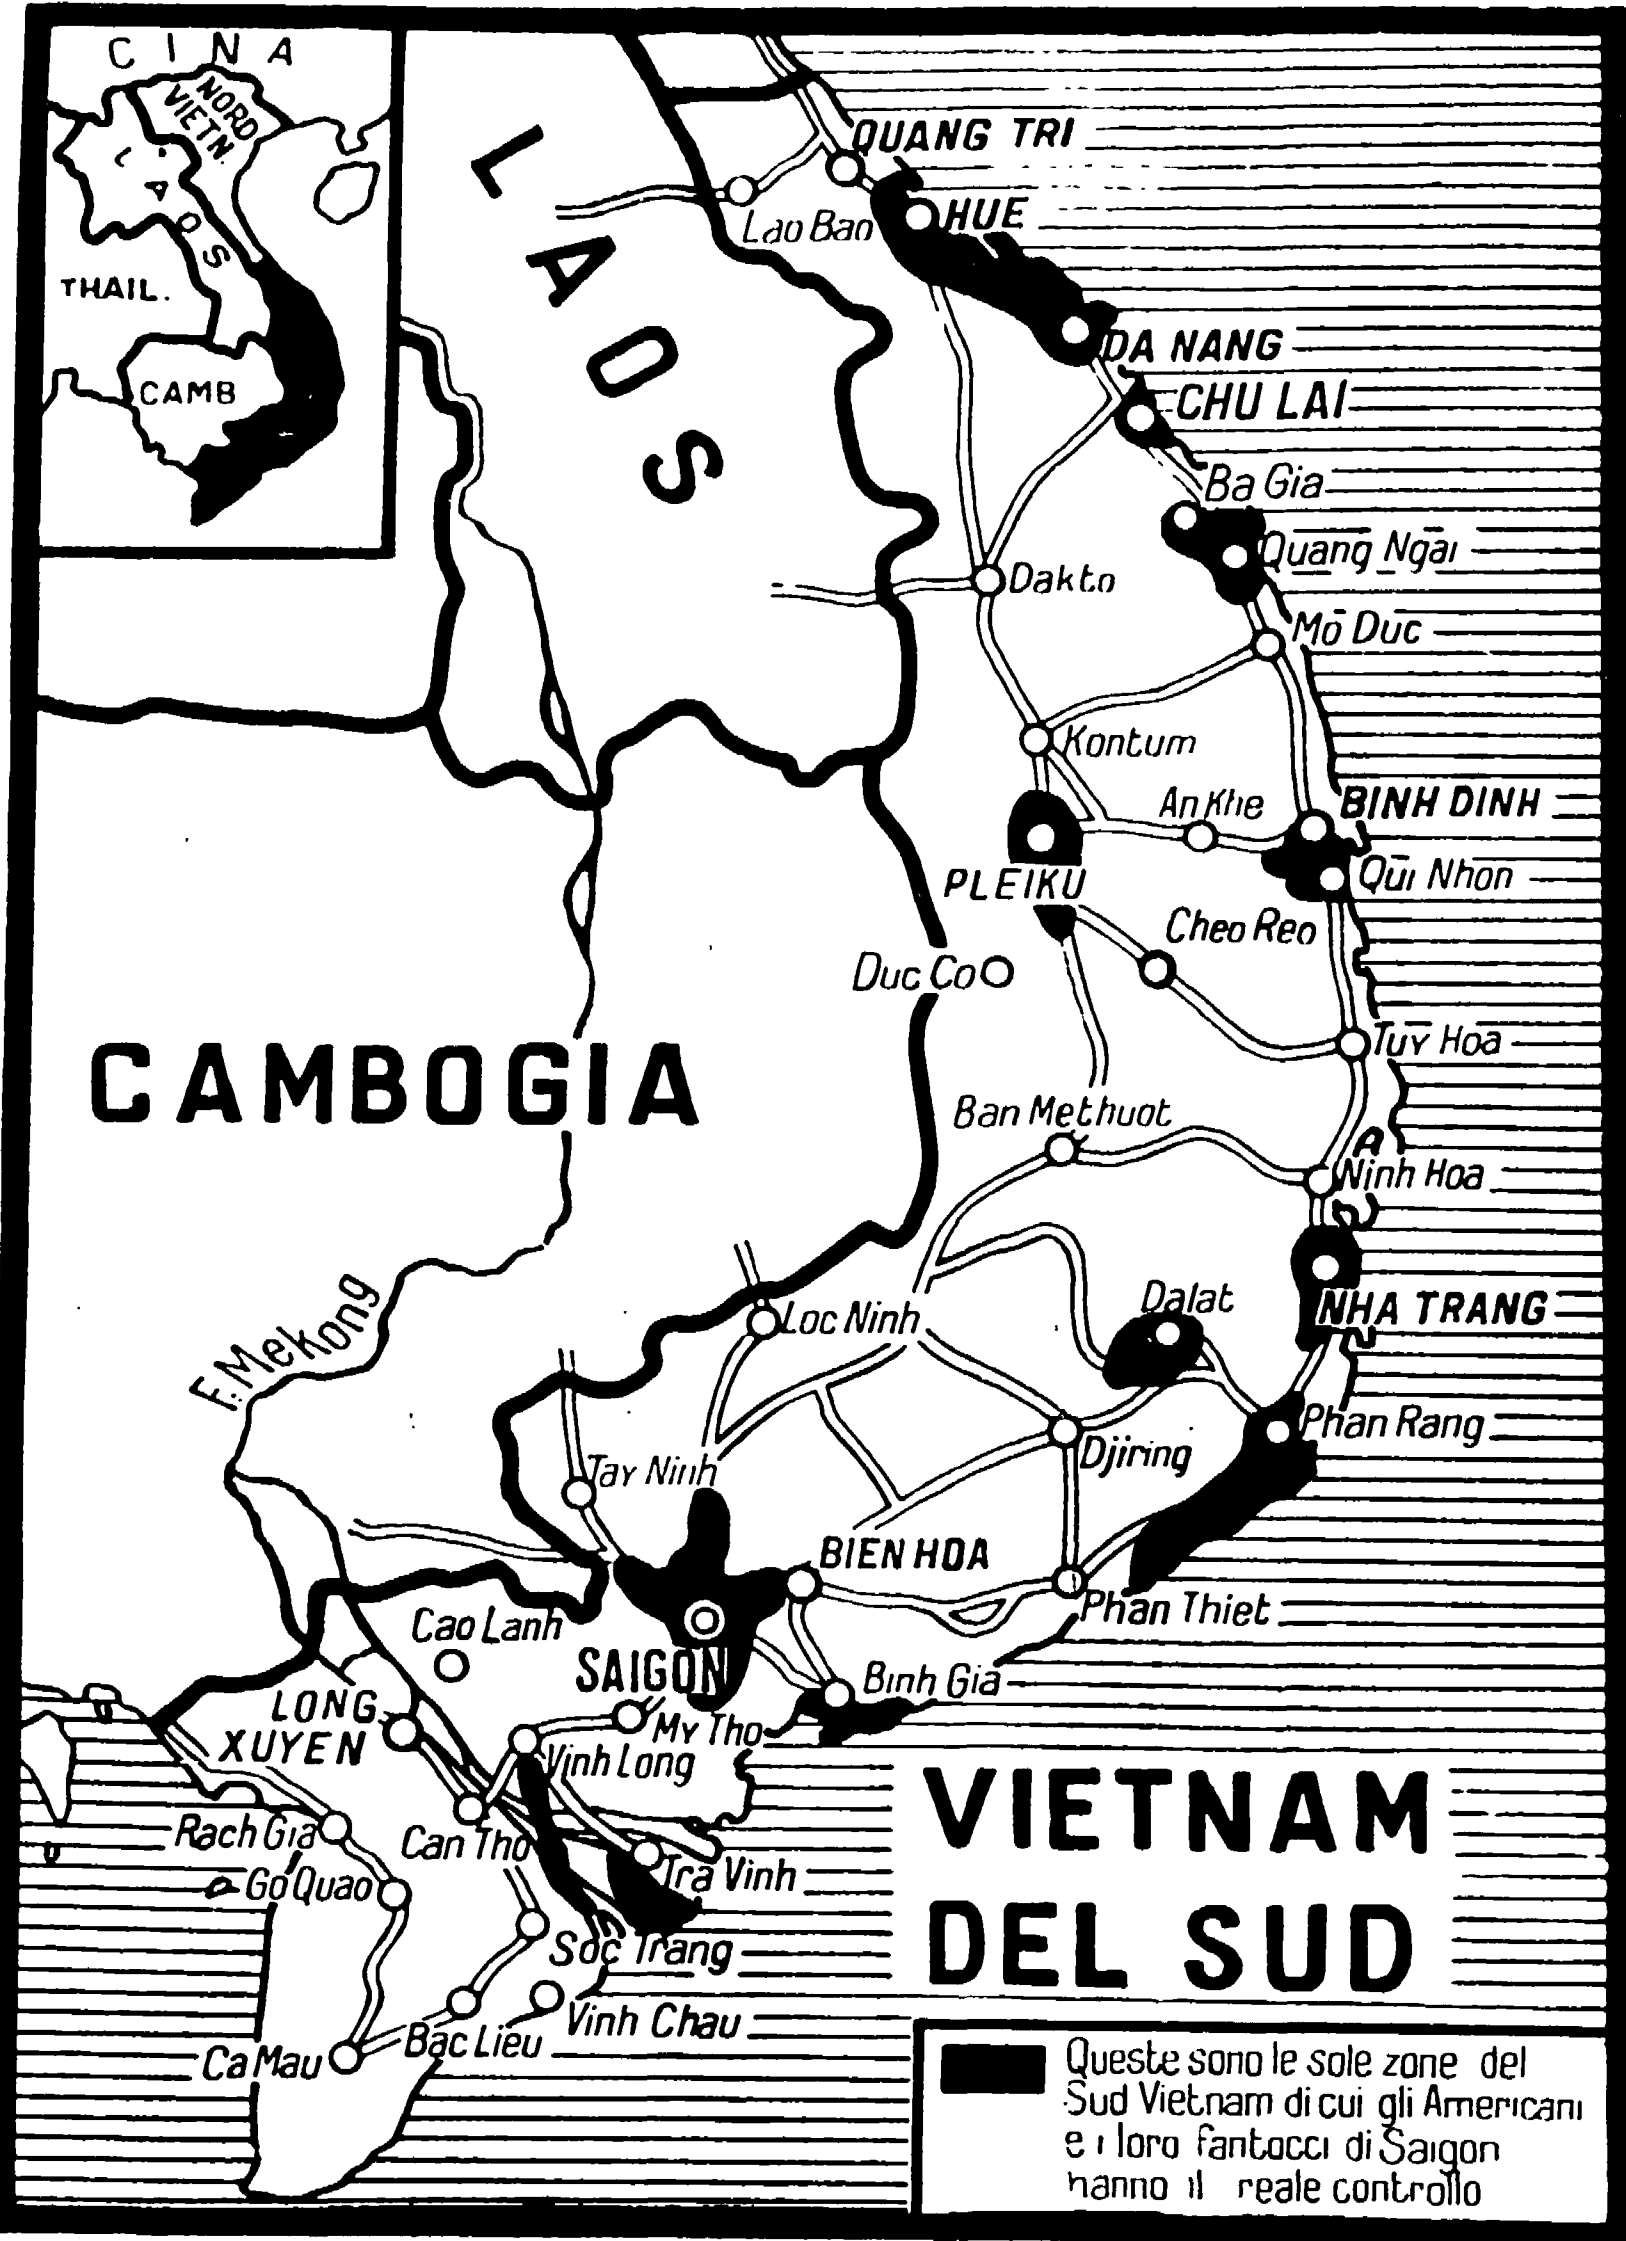 CINA
NORD
VIETN.
LAOS
THAIL.
CAMB
LAOS
QUANG TRI
Lao Bao
HUE
DA NANG
CHU LAI
Ba Gia
Quang Ngai
Dakto
Mo Duc
Kontum
An Khe
BINH DINH
PLEIKU
Qui Nhon
Cheo Reo
Duc Co
CAMBOGIA
Tuy Hoa
Ban Methuot
Ninh Hoa
F. Mekong
Loc Ninh
Dalat
NHA TRANG
Phan Rang
Djiring
Tay Ninh
BIEN HOA
Phan Thiet
Cao Lanh
SAIGON
Binh Gia
LONG
XUYEN
My Tho
Vinh Long
Rach Gia
Can Tho
Go Quao
Tra Vinh
Soc Trang
Vinh Chau
Bac Lieu
Ca Mau
VIETNAM
DEL SUD
Queste sono le sole zone del
Sud Vietnam di cui gli Americani
e i loro fantocci di Saigon
hanno il reale controllo